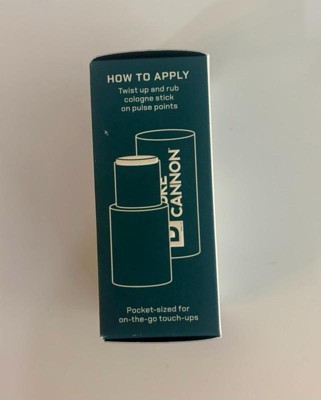 HOW TO APPLY
Twist up and rub
cologne stick
on pulse points
CANNON
Pocket-sized for
on-the-go touch-ups